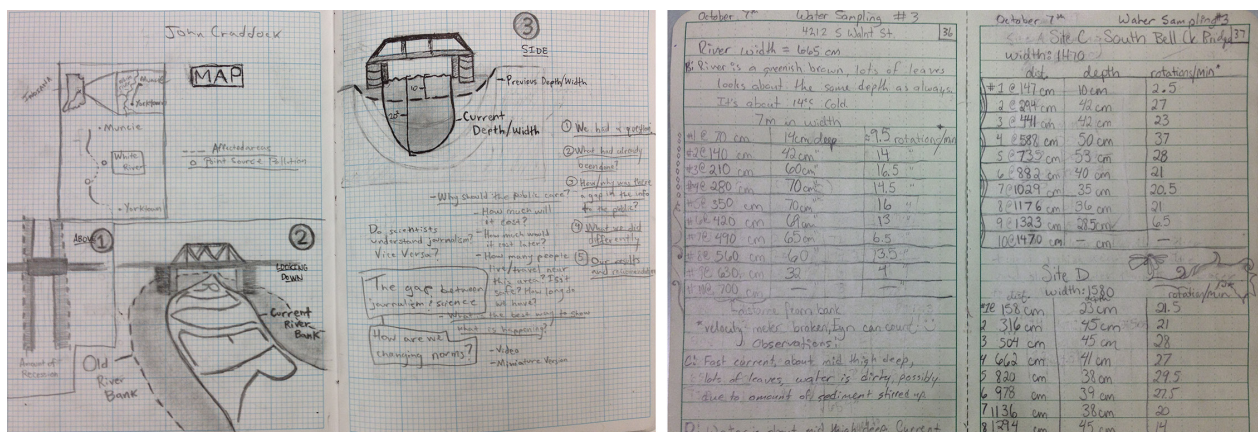 John Craddock
MAP
Indiana
Muncie
Yorktown
Muncie
White
River
Yorktown
--- Affected areas
o Point Source Pollution
ABOVE
1
2
LOOKING
DOWN
Current
River
Bank
Old
River
Bank
Amount of
3
SIDE
Previous Depth/Width
Current
Depth/Width
① We had a question
② What had already
been done?
③ How/why was there
a gap in the info
to the public?
④ What we did
differently
⑤ Our results
and
- Why should the public care?
- How much will
it cost?
- How much would
it cost later?
- How many people
live/travel near
this area? Is it
safe? How long do
we have?
Do scientists
understand journalism?
Vice Versa?
The gap between
journalism/science
- What's the best way to show
what is happening?
- Video
- Miniature Version
How are we
changing norms?
October 7th Water Sampling #3
4212 S Walnt St 36
River width = 665 cm
B: River is a greenish brown, lots of leaves
looks about the same depth as always,
It's about 14°C Cold.
7m in width
#1@ 70 cm 14cm deep 9.5 rotations/min
#2@ 140 cm 42cm " 14 "
#3@ 210 cm 60cm " 16.5 "
#4@ 280 cm 70cm " 14.5 "
#5@ 350 cm 70cm " 16 "
#6@ 420 cm 68cm " 13 "
#7@ 490 cm 65cm " 6.5 "
#8@ 560 cm 60 13.5 "
#9@ 630 cm 4 "
700 — —
from bank
*velocity meter broken, Eryn can count
Observations:
C: Fast current, about mid thigh deep,
lots of leaves, water is dirty, possibly
due to amount of sediment stirred up
October 7th Water Sampling #3
Site C South Bell Ck Bridge 37
width: 1470
dist. depth rotations/min*
#1@ 147 cm 10cm 2.5
2@ 294 cm 42 cm 27
3@ 441 cm 42 cm 23
4@ 588 cm 50 cm 37
5@ 735 cm 53 cm 28
6@ 882 cm 40 cm 21
7@1029 cm 35 cm 20.5
8@1176 cm 36 cm 21
9@1323 cm 28.5cm 6.5
10@1470 cm — cm —
Site D
width: 1580
dist. rotation/min
#1@ 158 cm 23 cm 21.5
2 316 cm 45 cm 21
3 504 cm 45 cm 28
4 662 cm 41 cm 27
5 820 cm 38 cm 29.5
6 978 cm 39 cm 27.5
7 1136 cm 38 cm 20
8 1294 cm 45 cm 14